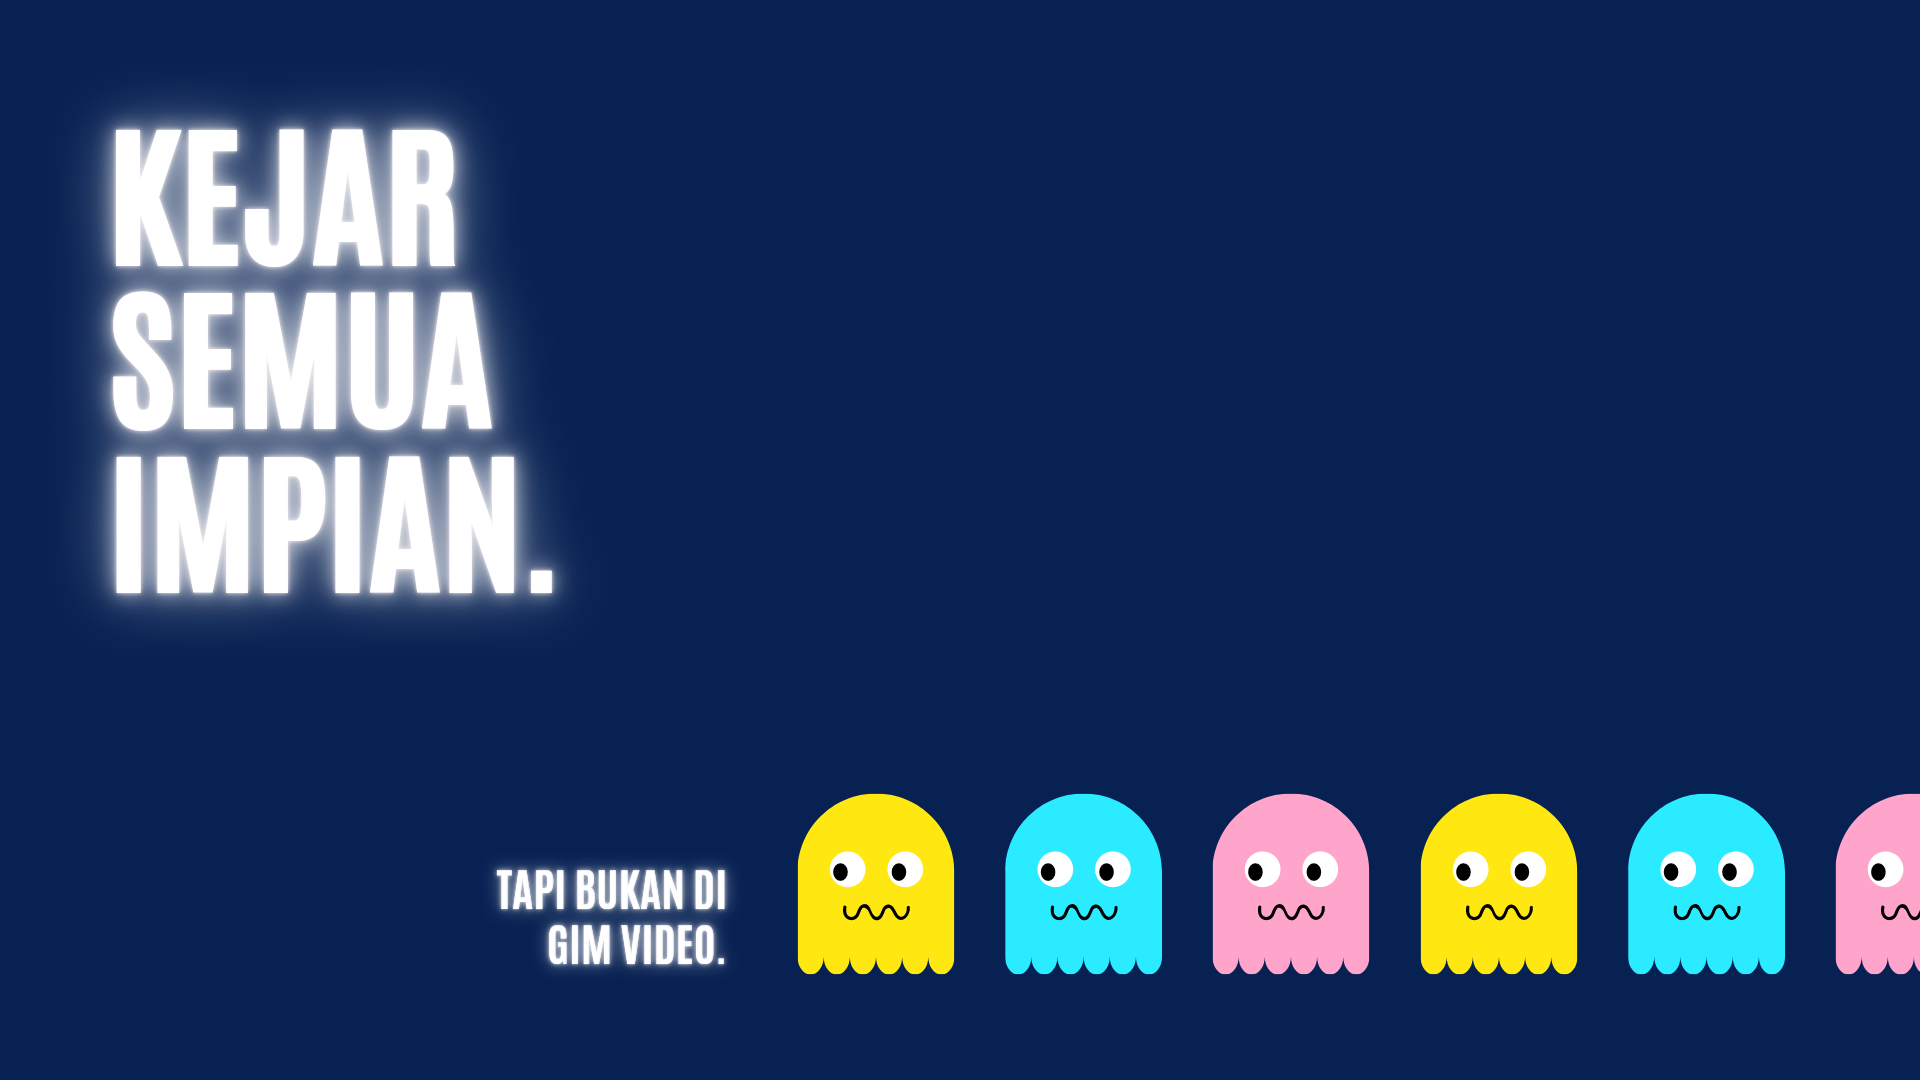 KEJAR
SEMUA
IMPIAN.
TAPI BUKAN DI
GIM VIDEO.